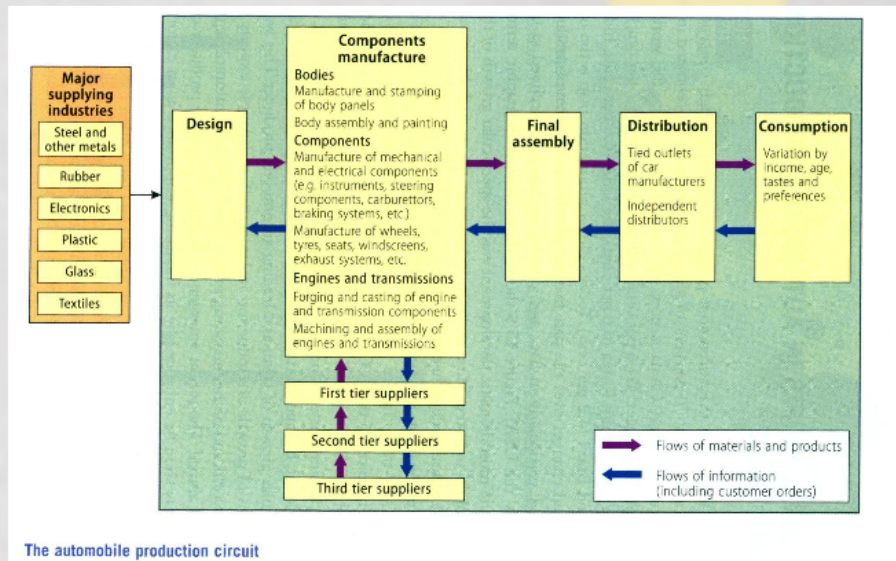 Major
supplying
industries
Steel and
other metals
Rubber
Electronics
Plastic
Glass
Textiles
Design
Components
manufacture
Bodies
Manufacture and stamping
of body panels
Body assembly and painting
Components
Manufacture of mechanical
and electrical components
(e.g. instruments, steering
components, carburettors,
braking systems, etc.)
Manufacture of wheels,
tyres, seats, windscreens,
exhaust systems, etc.
Engines and transmissions
Forging and casting of engine
and transmission components
Machining and assembly of
engines and transmissions
First tier suppliers
Second tier suppliers
Third tier suppliers
Final
assembly
Distribution
Tied outlets
of car
manufacturers
Independent
distributors
Consumption
Variation by
income, age,
tastes and
preferences
Flows of materials and products
Flows of information
(including customer orders)
The automobile production circuit